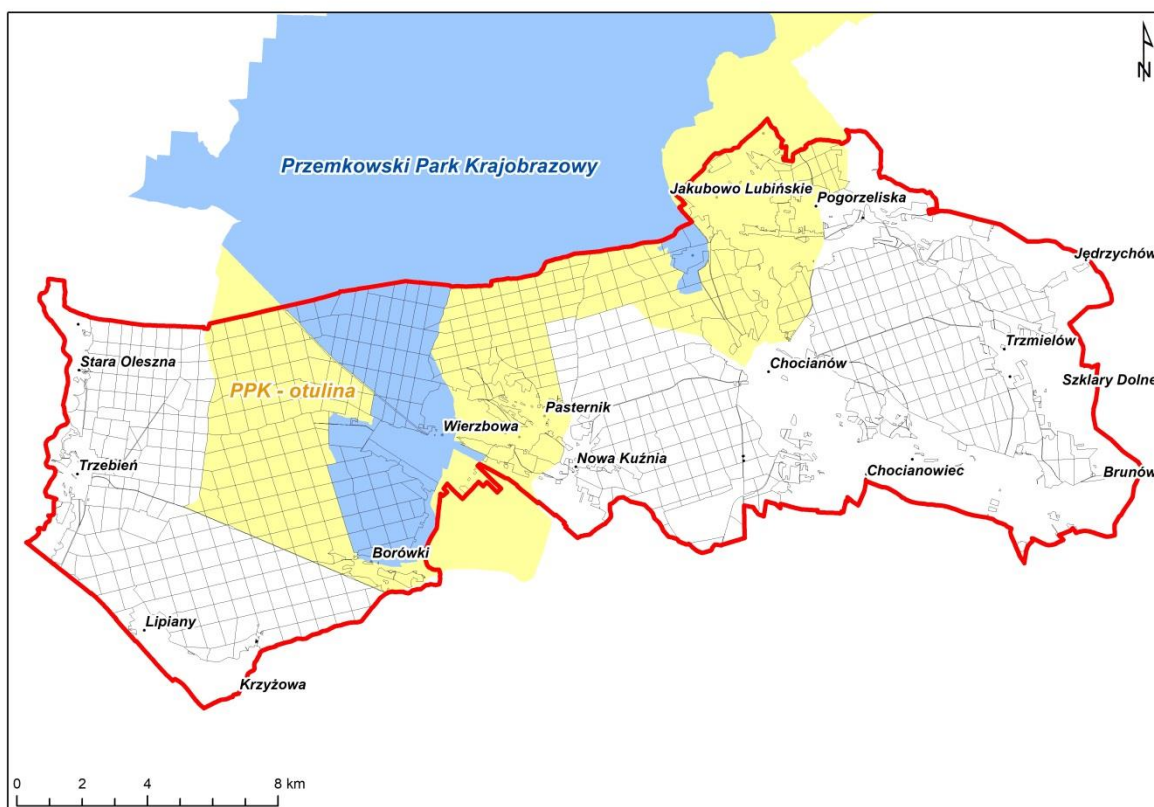 N
Przemkowski Park Krajobrazowy
Jakubowo Lubińskie
Pogorzeliska
Jędrzychów
Trzmielów
Stara Oleszna
Chocianów
Szklary Dolne
PPK - otulina
Pasternik
Wierzbowa
Trzebień
Nowa Kuźnia
Chocianowiec
Brunów
Borówki
Lipiany
Krzyżowa
0 2 4 8 km